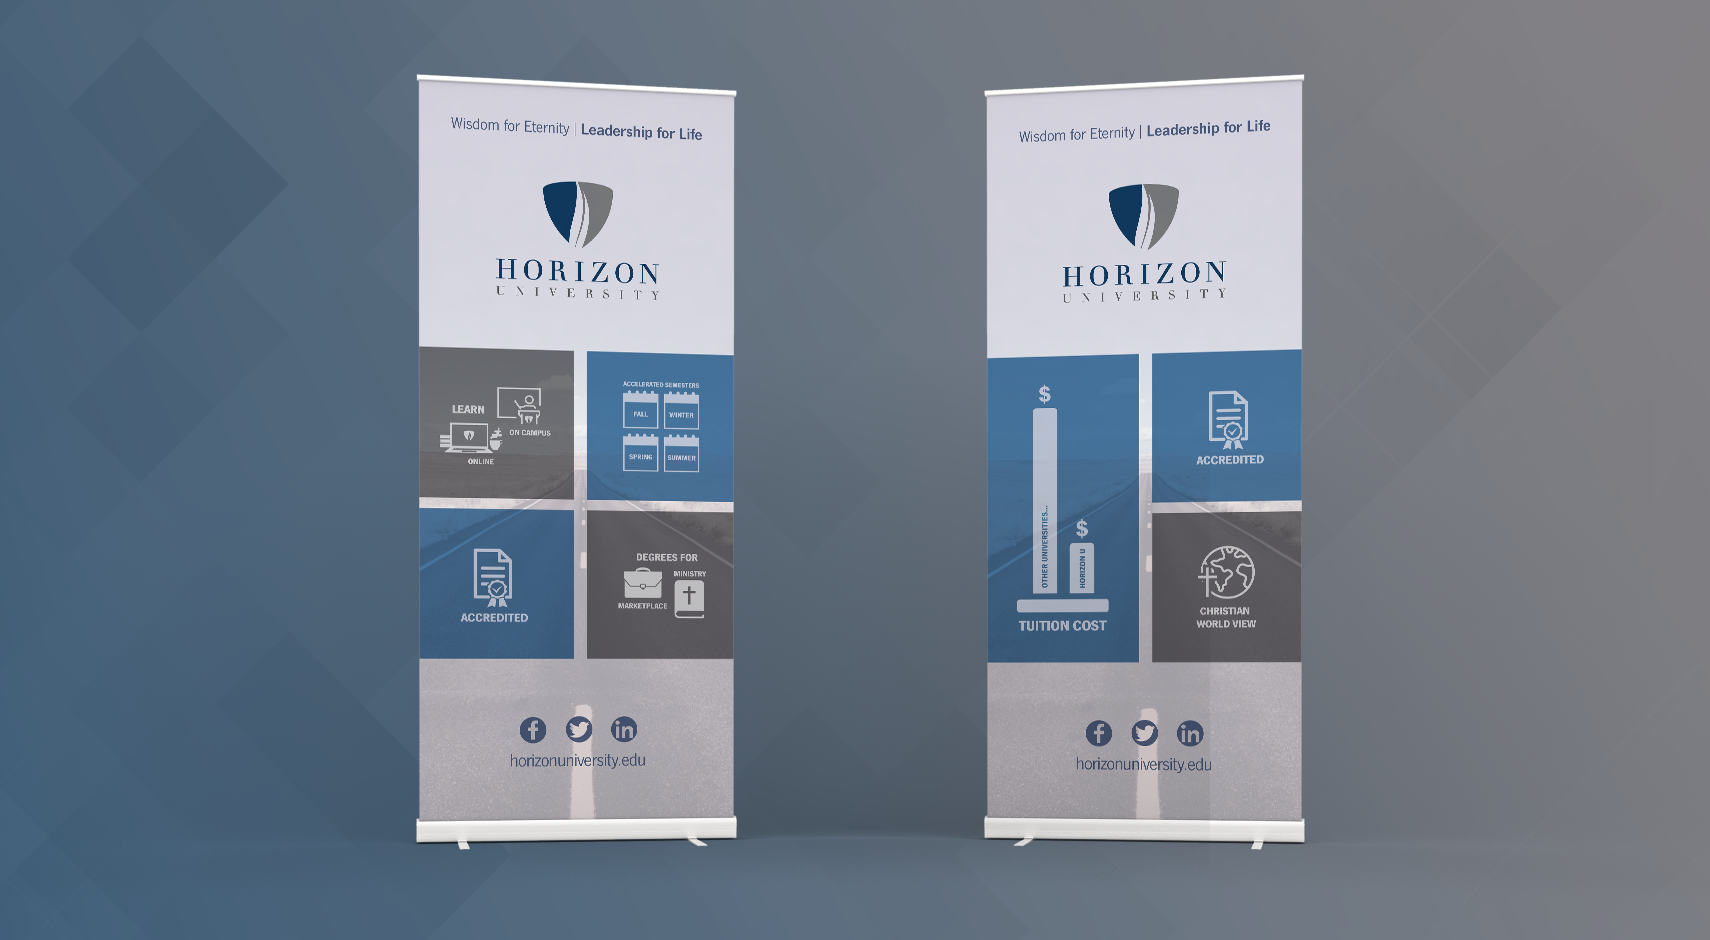 Wisdom for Eternity | Leadership for Life
HORIZON
UNIVERSITY
LEARN
ON CAMPUS
ONLINE
ACCELERATED SEMESTERS
FALL
WINTER
SPRING
SUMMER
ACCREDITED
DEGREES FOR
MINISTRY
MARKETPLACE
horizonuniversity.edu
Wisdom for Eternity | Leadership for Life
HORIZON
UNIVERSITY
$
OTHER UNIVERSITIES...
$
HORIZON U
TUITION COST
ACCREDITED
CHRISTIAN
WORLD VIEW
horizonuniversity.edu